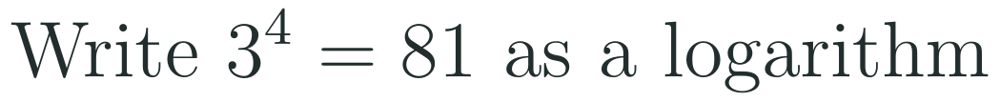 Write $3^4 = 81$ as a logarithm